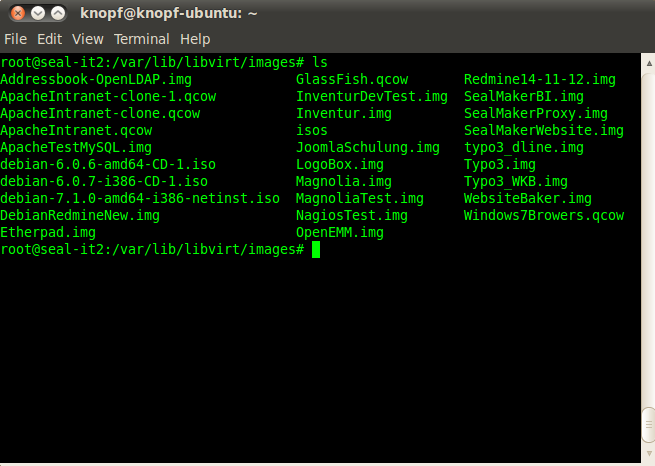 knopf@knopf-ubuntu: ~
File Edit View Terminal Help
root@seal-it2:/var/lib/libvirt/images# ls
Addressbook-OpenLDAP.img GlassFish.qcow Redmine14-11-12.img
ApacheIntranet-clone-1.qcow InventurDevTest.img SealMakerBI.img
ApacheIntranet-clone.qcow Inventur.img SealMakerProxy.img
ApacheIntranet.qcow isos SealMakerWebsite.img
ApacheTestMySQL.img JoomlaSchulung.img typo3_dline.img
debian-6.0.6-amd64-CD-1.iso LogoBox.img Typo3.img
debian-6.0.7-i386-CD-1.iso Magnolia.img Typo3_WKB.img
debian-7.1.0-amd64-i386-netinst.iso MagnoliaTest.img WebsiteBaker.img
DebianRedmineNew.img NagiosTest.img Windows7Browers.qcow
Etherpad.img OpenEMM.img
root@seal-it2:/var/lib/libvirt/images#